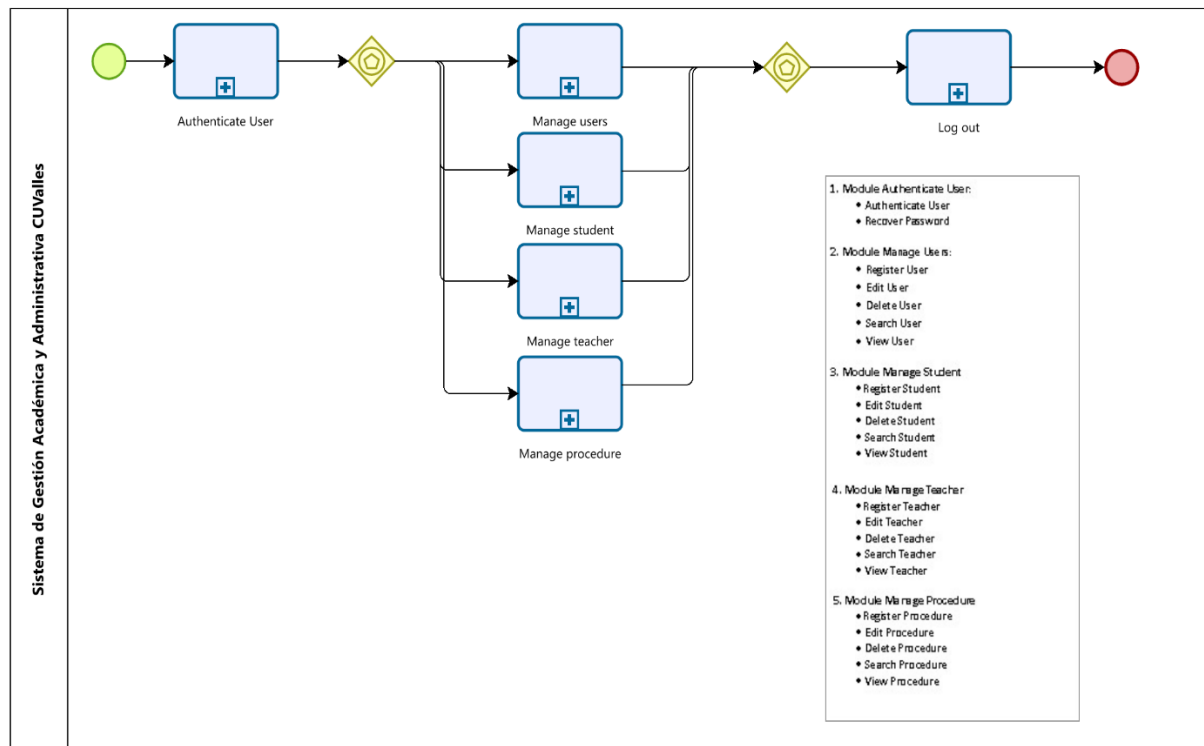 Sistema de Gestión Académica y Administrativa CUValles
Authenticate User
Manage users
Manage student
Manage teacher
Manage procedure
Log out
1. Module Authenticate User:
• Authenticate User
• Recover Password
2. Module Manage Users:
• Register User
• Edit User
• Delete User
• Search User
• View User
3. Module Manage Student
• Register Student
• Edit Student
• Delete Student
• Search Student
• View Student
4. Module Manage Teacher
• Register Teacher
• Edit Teacher
• Delete Teacher
• Search Teacher
• View Teacher
5. Module Manage Procedure
• Register Procedure
• Edit Procedure
• Delete Procedure
• Search Procedure
• View Procedure